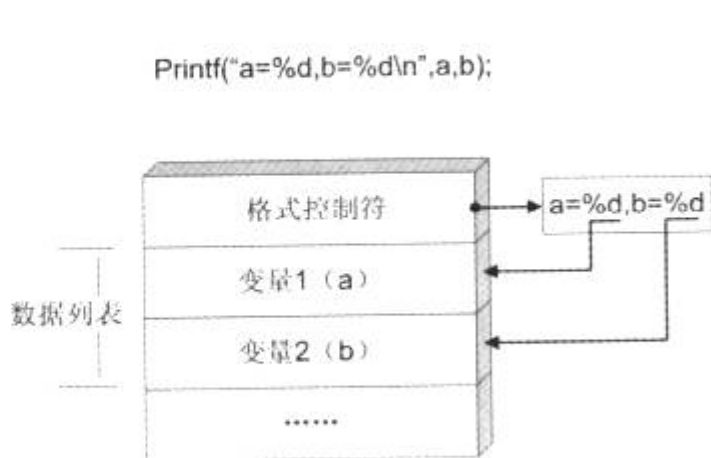 Printf("a=%d,b=%d\n",a,b);
格式控制符
a=%d,b=%d
变量1（a）
数据列表
变量2（b）
……